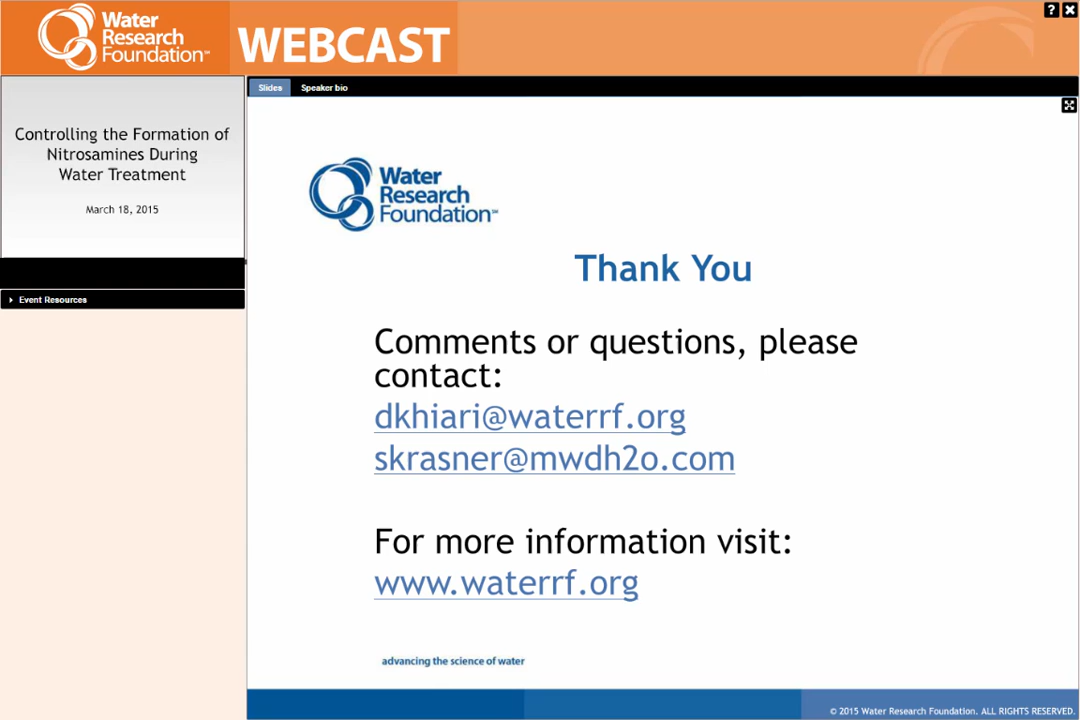 Water
Research
Foundation℠
WEBCAST
? 
Slides
Speaker bio
Controlling the Formation of
Nitrosamines During
Water Treatment
March 18, 2015
Event Resources
Water
Research
Foundation℠
Thank You
Comments or questions, please
contact:
dkhiari@waterrf.org
skrasner@mwdh2o.com
For more information visit:
www.waterrf.org
advancing the science of water
© 2015 Water Research Foundation. ALL RIGHTS RESERVED.